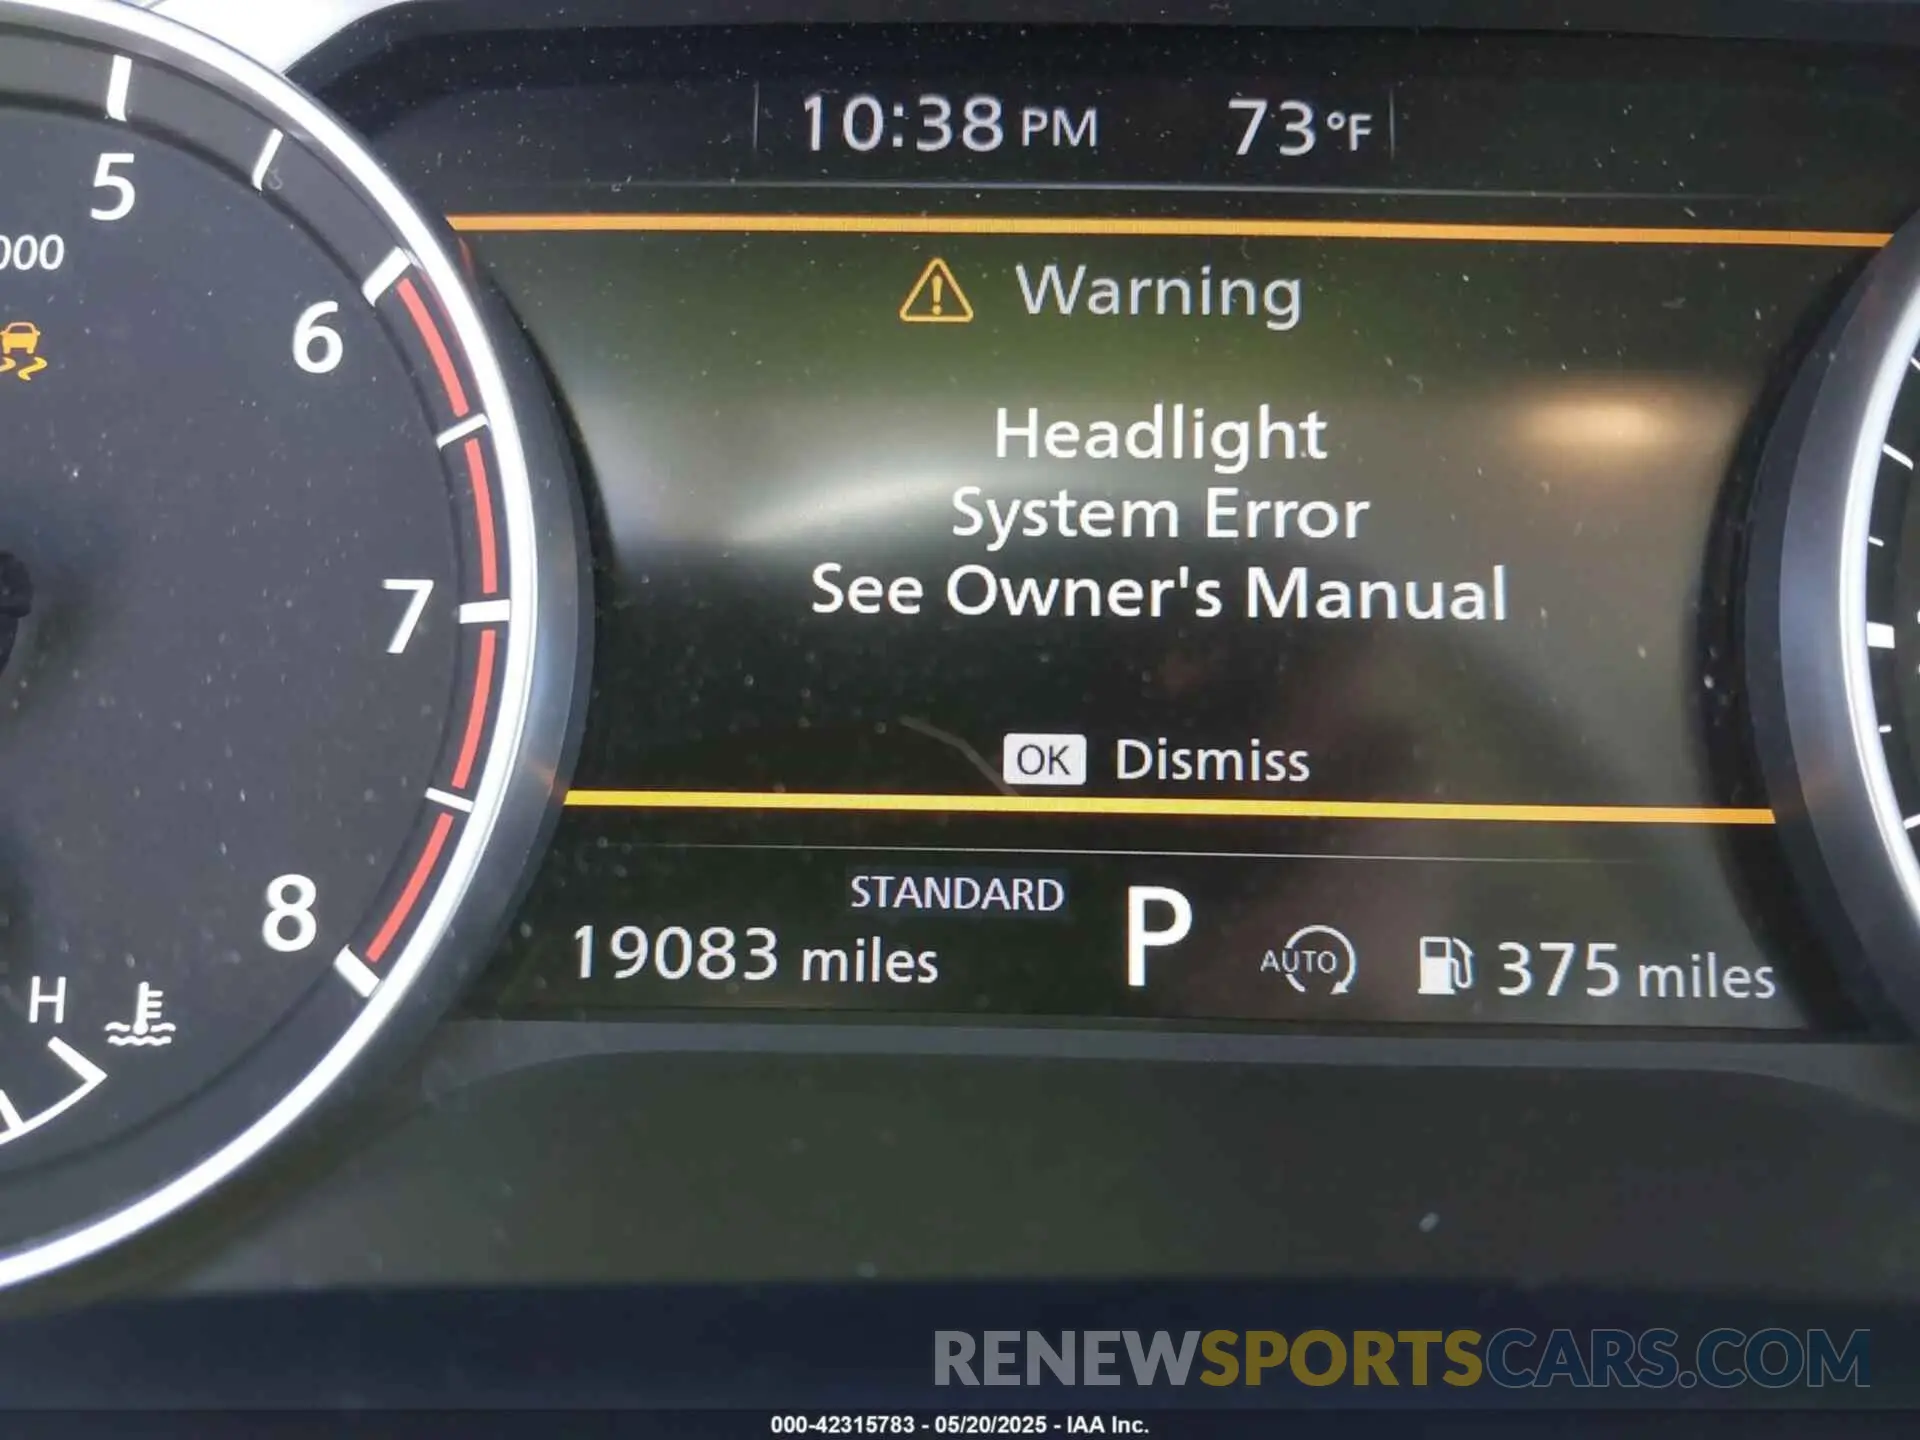 10:38 PM 73°F
5
000
6
7
8
H
Warning
Headlight
System Error
See Owner's Manual
OK Dismiss
STANDARD
19083 miles P AUTO 375 miles
RENEWSPORTSCARS.COM
000-42315783 - 05/20/2025 - IAA Inc.